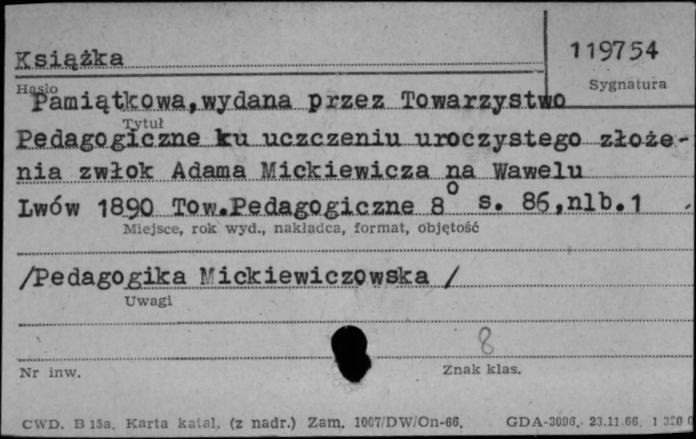 Książka
119754
Hasło
Sygnatura
Pamiątkowa,wydana przez Towarzystwo
Tytuł
Pedagogiczne ku uczczeniu uroczystego złoże-
nia zwłok Adama Mickiewicza na Wawelu
Lwów 1890 Tow.Pedagogiczne 8° s. 86,nlb.1
Miejsce, rok wyd., nakładca, format, objętość
/Pedagogika Mickiewiczowska /
Uwagi
8
Nr inw.
Znak klas.
CWD. B 15a. Karta katal. (z nadr.) Zam. 1007/DW/On-66. GDA-3096. 23.11.66.